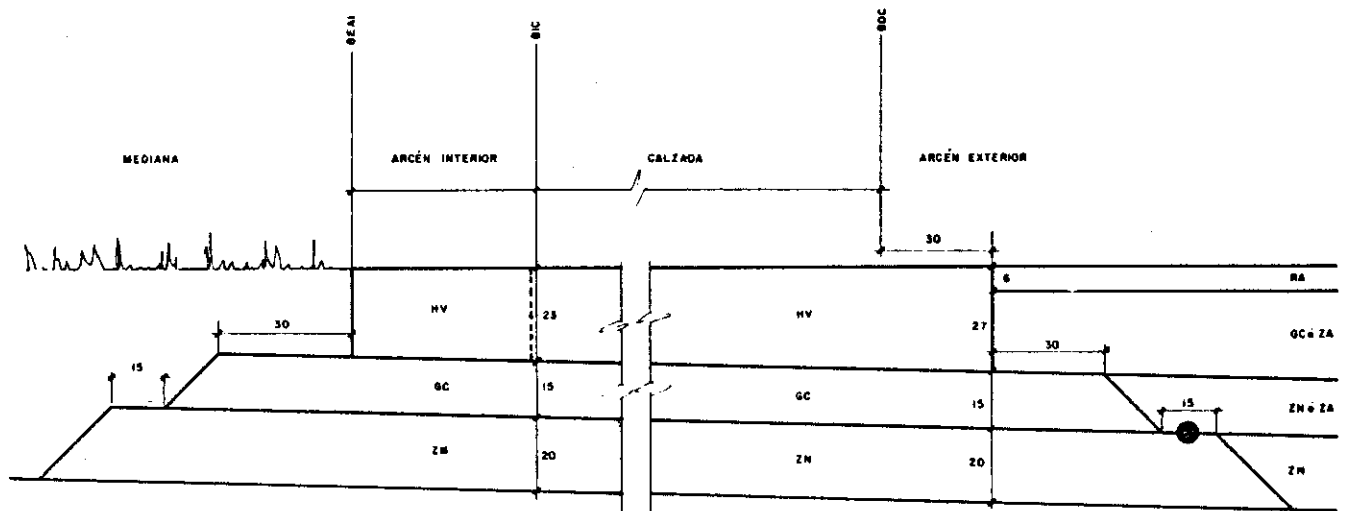 BEAI
BIC
BDC
MEDIANA
ARCÉN INTERIOR
CALZADA
ARCÉN EXTERIOR
30
6
RA
HV
23
HV
27
GC ó ZA
30
30
15
GC
15
GC
15
15
ZN ó ZA
ZN
20
ZN
20
ZN